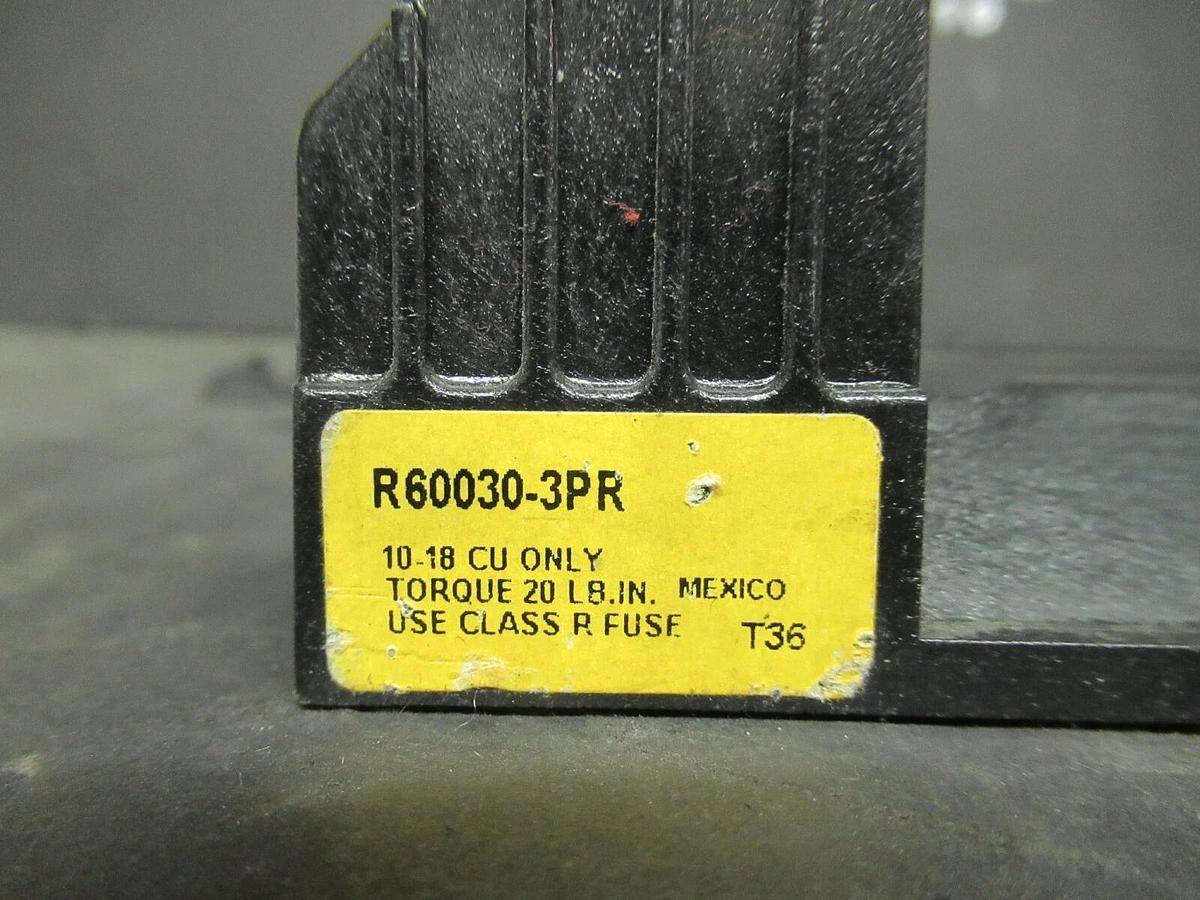 R60030-3PR
10-18 CU ONLY
TORQUE 20 LB.IN. MEXICO
USE CLASS R FUSE T36